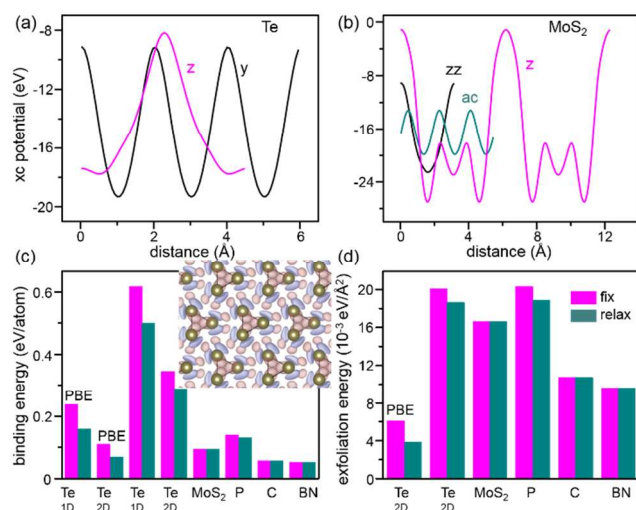 (a)
Te
xc potential (eV)
-8
-12
-16
-20
z
y
0
2
4
6
distance (Å)
(b)
MoS₂
0
-8
-16
-24
zz
ac
z
0
4
8
12
distance (Å)
(c)
binding energy (eV/atom)
0.6
0.4
0.2
0
PBE
PBE
Te Te Te Te MoS₂ P C BN
1D 2D 1D 2D
(d)
exfoliation energy (10⁻³ eV/Å²)
20
16
12
8
4
0
fix
relax
PBE
Te Te MoS₂ P C BN
2D 2D